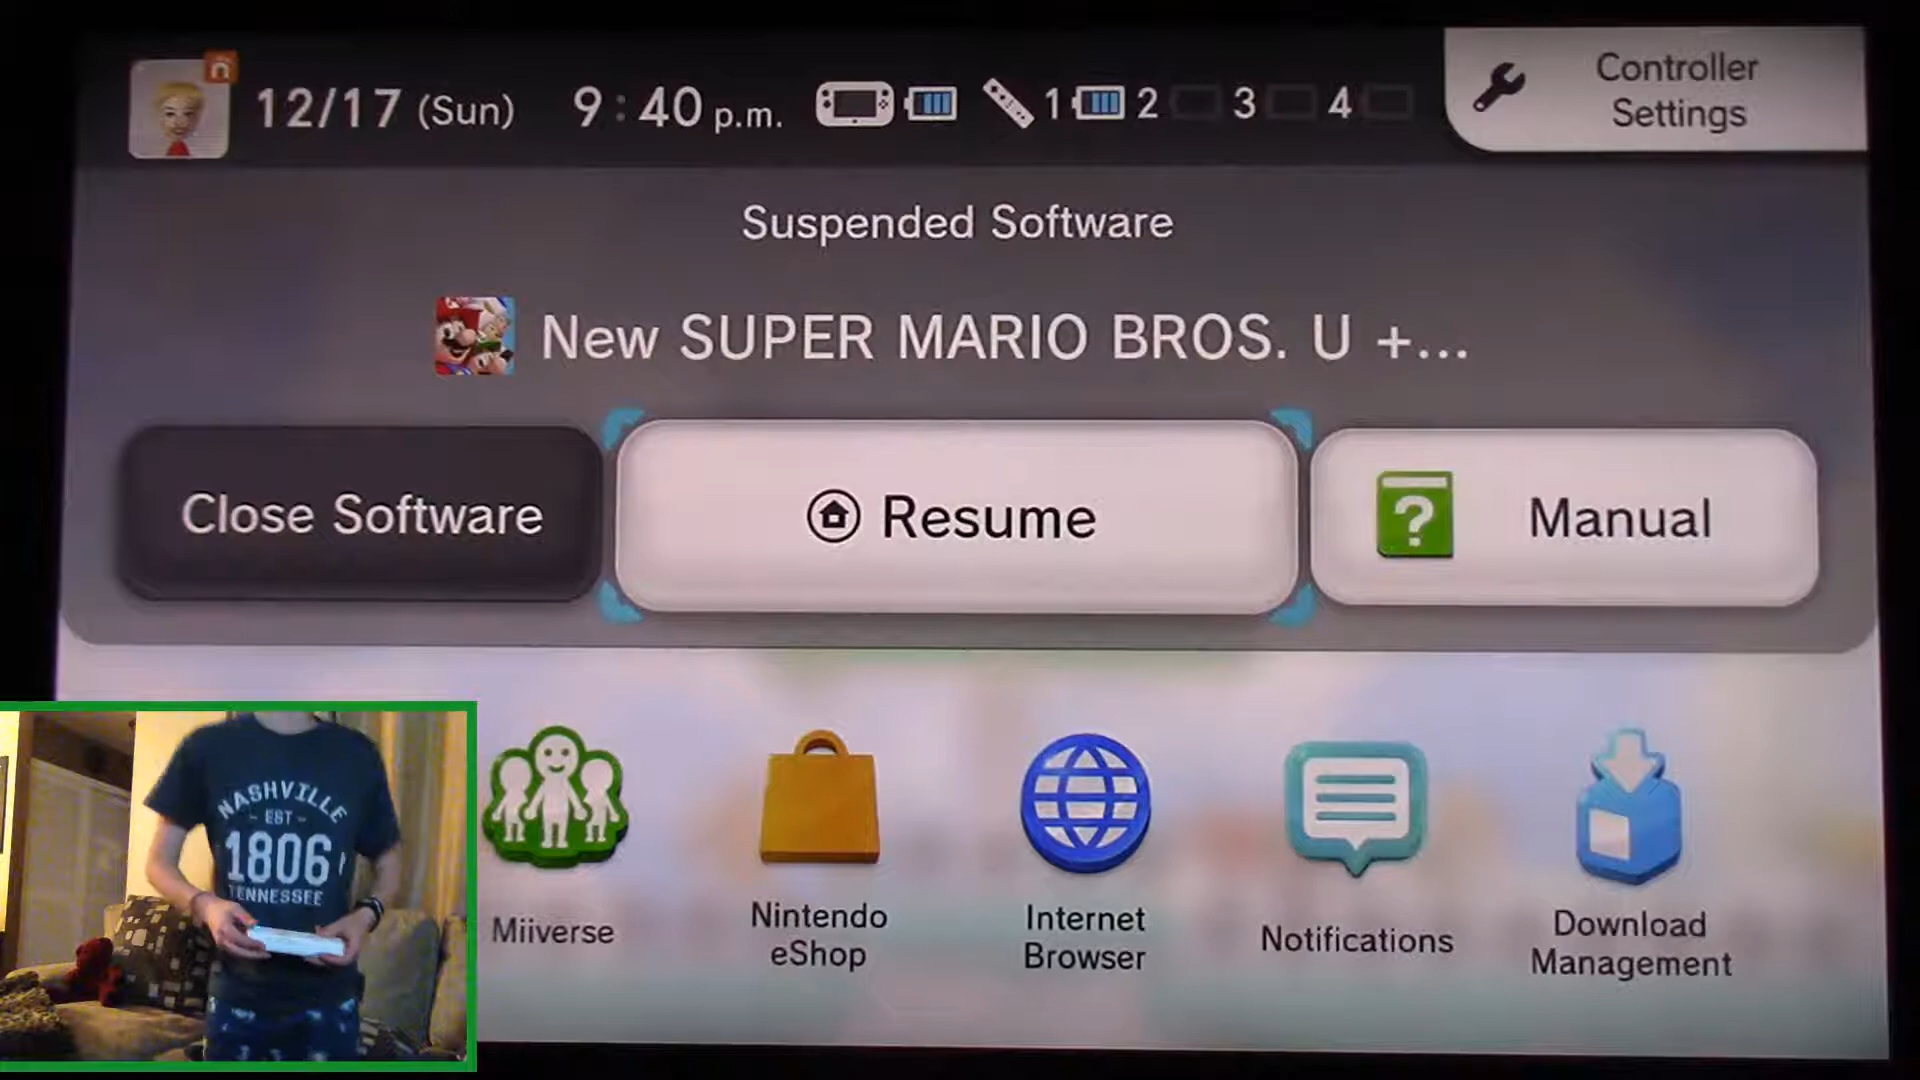 12/17 (Sun) 9:40 p.m. 1 2 3 4
Controller
Settings
Suspended Software
New SUPER MARIO BROS. U +...
Close Software
Resume
? Manual
Miiverse
Nintendo
eShop
Internet
Browser
Notifications
Download
Management
NASHVILLE
- EST -
1806
TENNESSEE